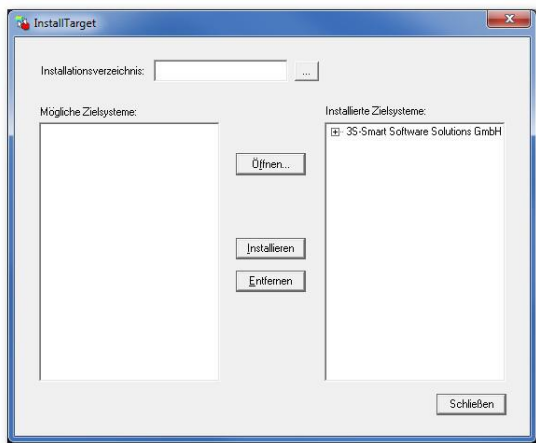 InstallTarget
Installationsverzeichnis:
...
Mögliche Zielsysteme:
Installierte Zielsysteme:
3S-Smart Software Solutions GmbH
Öffnen...
Installieren
Entfernen
Schließen